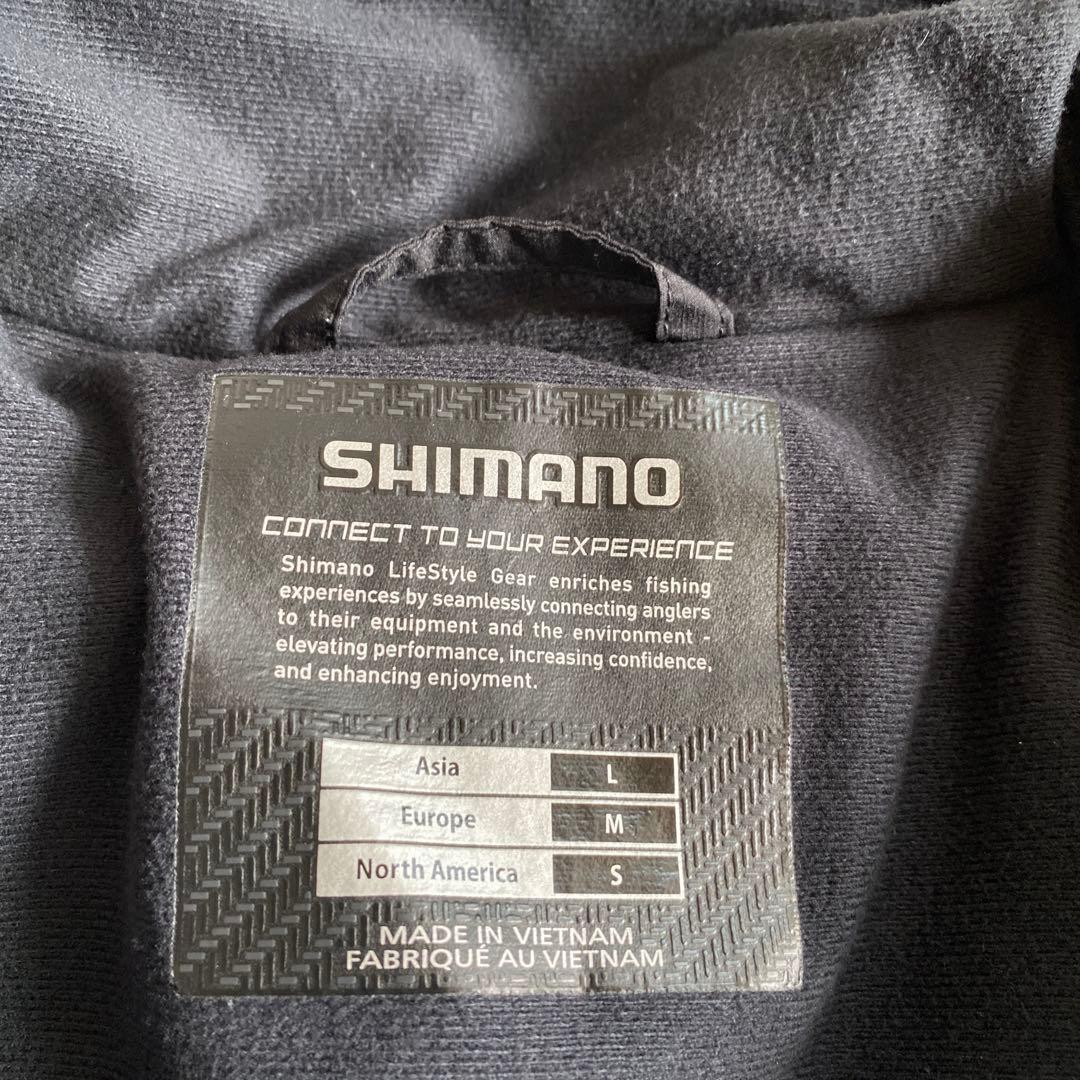 SHIMANO
CONNECT TO YOUR EXPERIENCE
Shimano LifeStyle Gear enriches fishing
experiences by seamlessly connecting anglers
to their equipment and the environment -
elevating performance, increasing confidence,
and enhancing enjoyment.
Asia L
Europe M
North America S
MADE IN VIETNAM
FABRIQUÉ AU VIETNAM